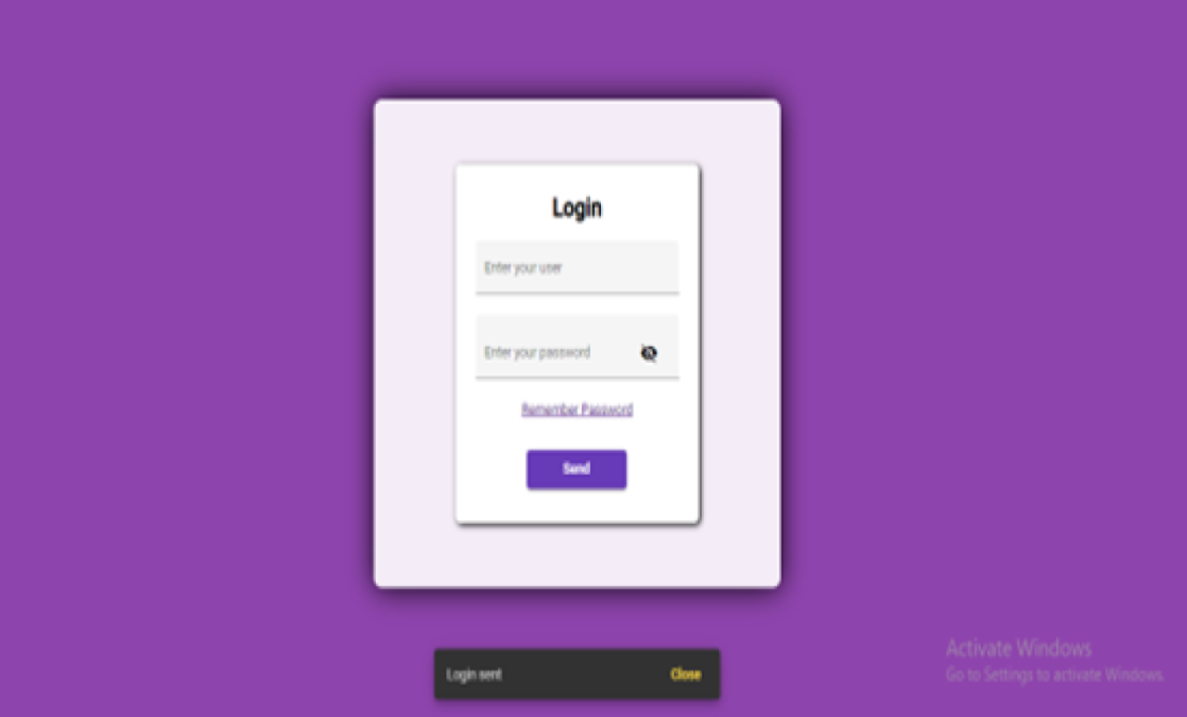 Login
Enter your user
Enter your password
Remember Password
Send
Login sent
Close
Activate Windows
Go to Settings to activate Windows.